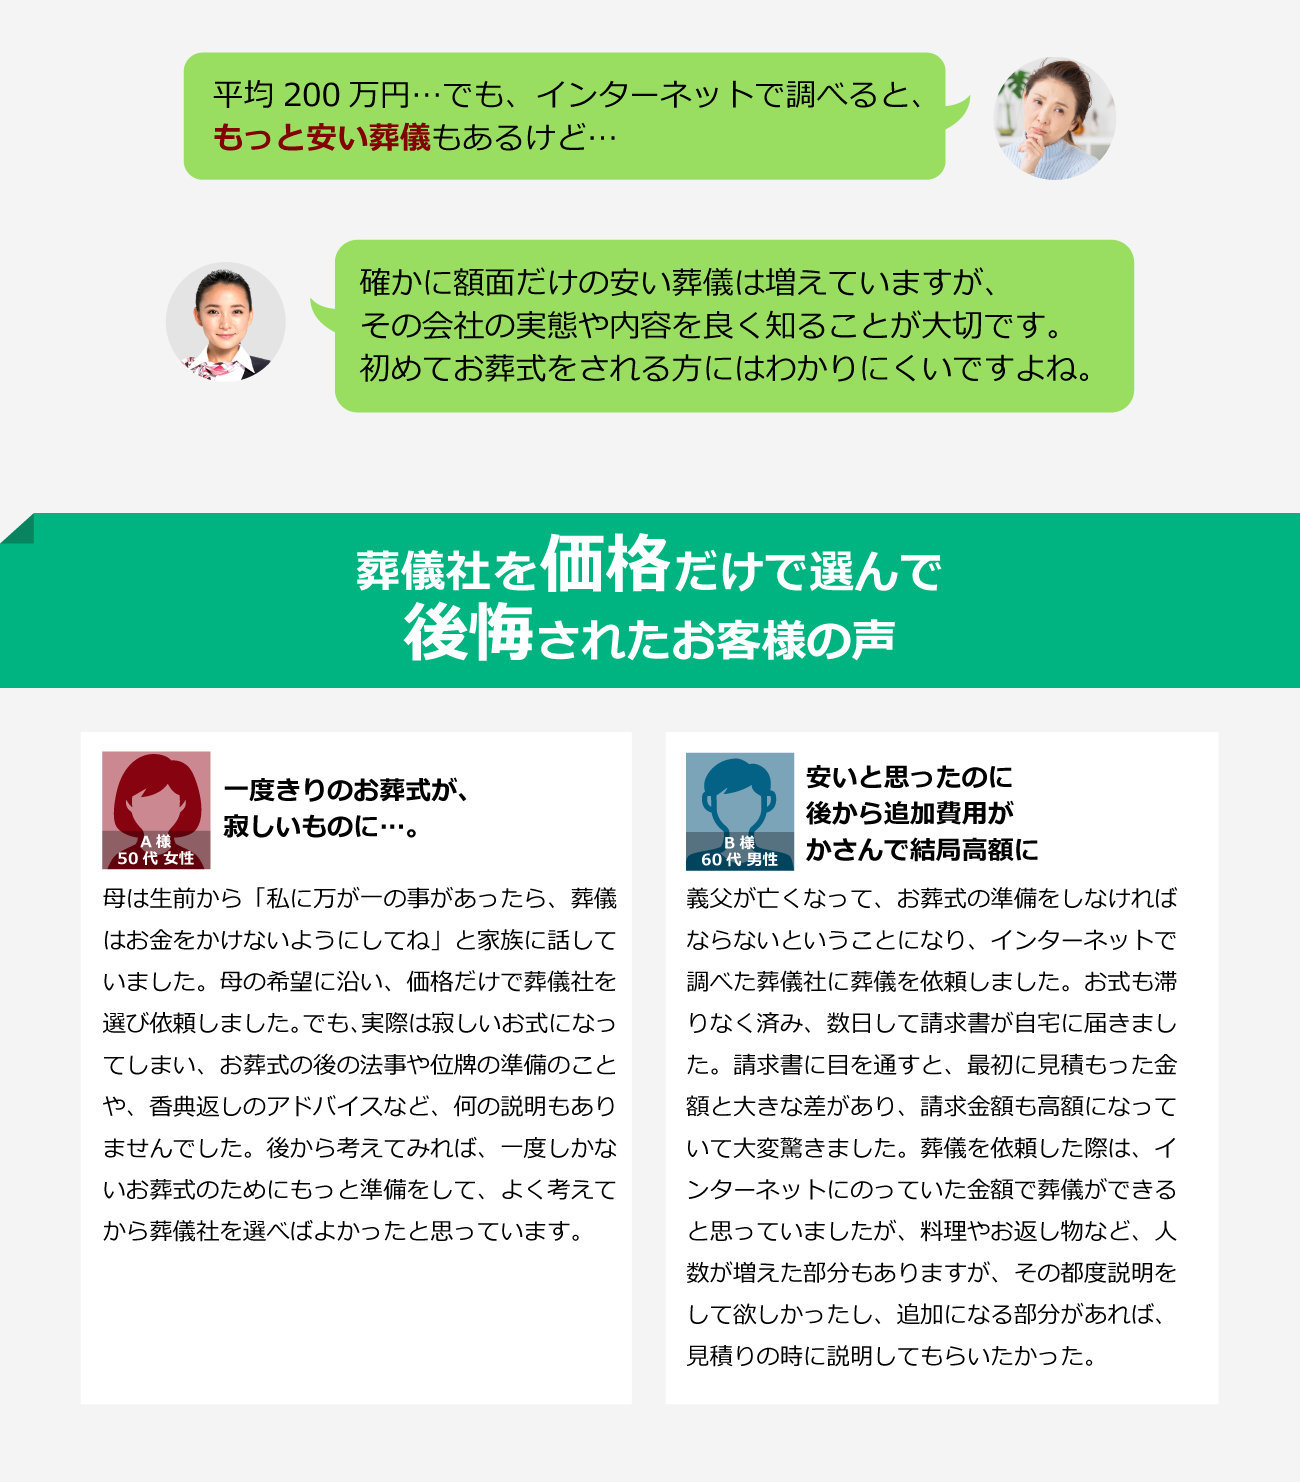 平均 200 万円…でも、インターネットで調べると、
もっと安い葬儀もあるけど…
確かに額面だけの安い葬儀は増えていますが、
その会社の実態や内容を良く知ることが大切です。
初めてお葬式をされる方にはわかりにくいですよね。
葬儀社を価格だけで選んで
後悔されたお客様の声
A 様
50 代 女性
一度きりのお葬式が、
寂しいものに…。
母は生前から「私に万が一の事があったら、葬儀
はお金をかけないようにしてね」と家族に話して
いました。母の希望に沿い、価格だけで葬儀社を
選び依頼しました。でも、実際は寂しいお式になっ
てしまい、お葬式の後の法事や位牌の準備のこと
や、香典返しのアドバイスなど、何の説明もあり
ませんでした。後から考えてみれば、一度しかな
いお葬式のためにもっと準備をして、よく考えて
から葬儀社を選べばよかったと思っています。
B 様
60 代 男性
安いと思ったのに
後から追加費用が
かさんで結局高額に
義父が亡くなって、お葬式の準備をしなければ
ならないということになり、インターネットで
調べた葬儀社に葬儀を依頼しました。お式も滞
りなく済み、数日して請求書が自宅に届きまし
た。請求書に目を通すと、最初に見積もった金
額と大きな差があり、請求金額も高額になって
いて大変驚きました。葬儀を依頼した際は、イ
ンターネットにのっていた金額で葬儀ができる
と思っていましたが、料理やお返し物など、人
数が増えた部分もありますが、その都度説明を
して欲しかったし、追加になる部分があれば、
見積りの時に説明してもらいたかった。